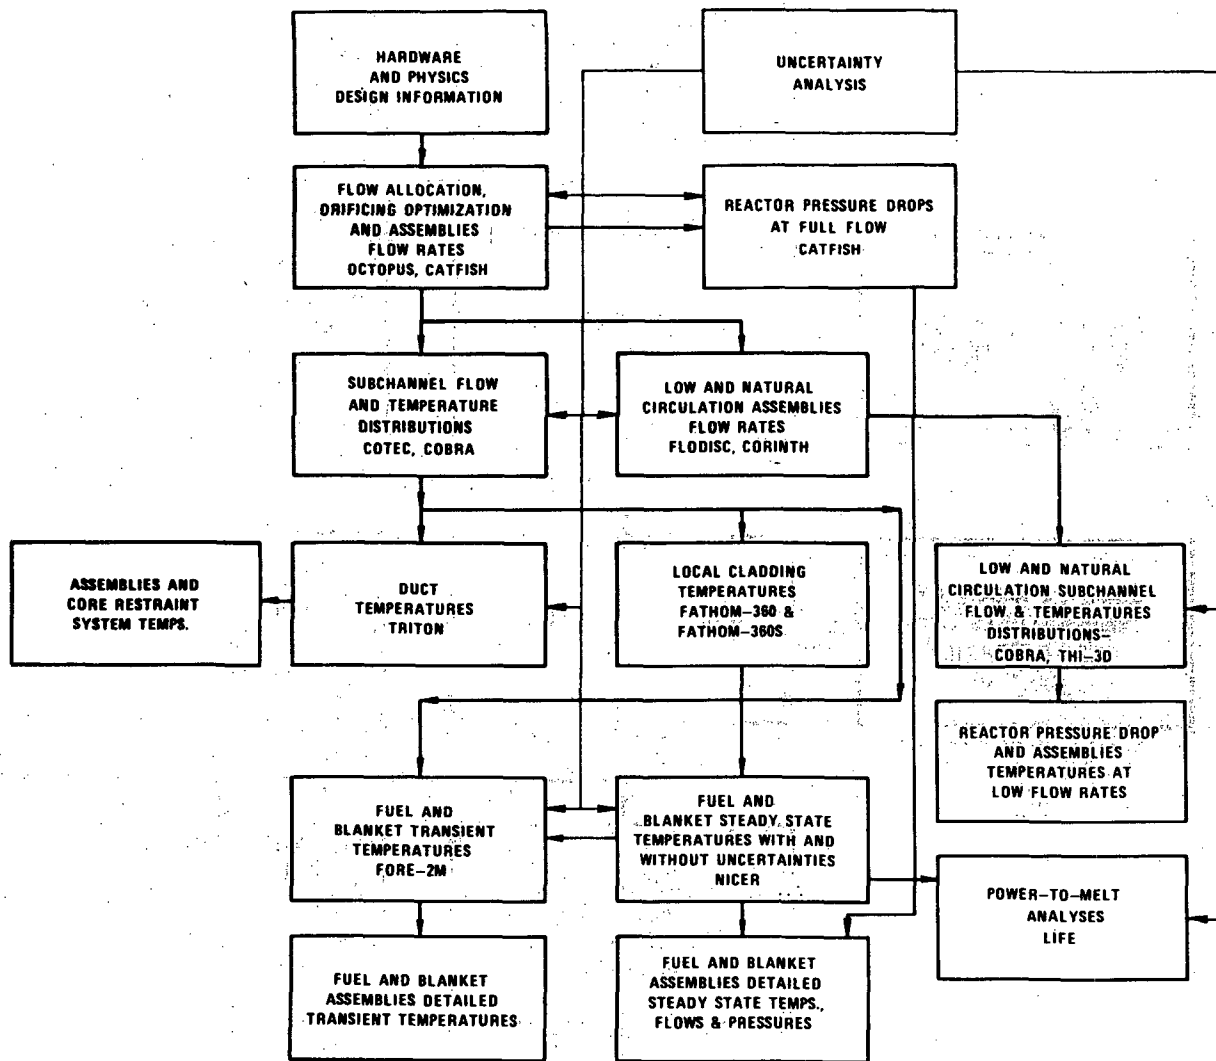 HARDWARE
AND PHYSICS
DESIGN INFORMATION
UNCERTAINTY
ANALYSIS
FLOW ALLOCATION,
ORIFICING OPTIMIZATION
AND ASSEMBLIES
FLOW RATES
OCTOPUS, CATFISH
REACTOR PRESSURE DROPS
AT FULL FLOW
CATFISH
SUBCHANNEL FLOW
AND TEMPERATURE
DISTRIBUTIONS
COTEC, COBRA
LOW AND NATURAL
CIRCULATION ASSEMBLIES
FLOW RATES
FLODISC, CORINTH
ASSEMBLIES AND
CORE RESTRAINT
SYSTEM TEMPS.
DUCT
TEMPERATURES
TRITON
LOCAL CLADDING
TEMPERATURES
FATHOM-360 &
FATHOM-360S
LOW AND NATURAL
CIRCULATION SUBCHANNEL
FLOW & TEMPERATURES
DISTRIBUTIONS-
COBRA, THI-3D
REACTOR PRESSURE DROP
AND ASSEMBLIES
TEMPERATURES AT
LOW FLOW RATES
FUEL AND
BLANKET TRANSIENT
TEMPERATURES
FORE-2M
FUEL AND
BLANKET STEADY STATE
TEMPERATURES WITH AND
WITHOUT UNCERTAINTIES
NICER
POWER-TO-MELT
ANALYSES
LIFE
FUEL AND BLANKET
ASSEMBLIES DETAILED
TRANSIENT TEMPERATURES
FUEL AND BLANKET
ASSEMBLIES DETAILED
STEADY STATE TEMPS.,
FLOWS & PRESSURES